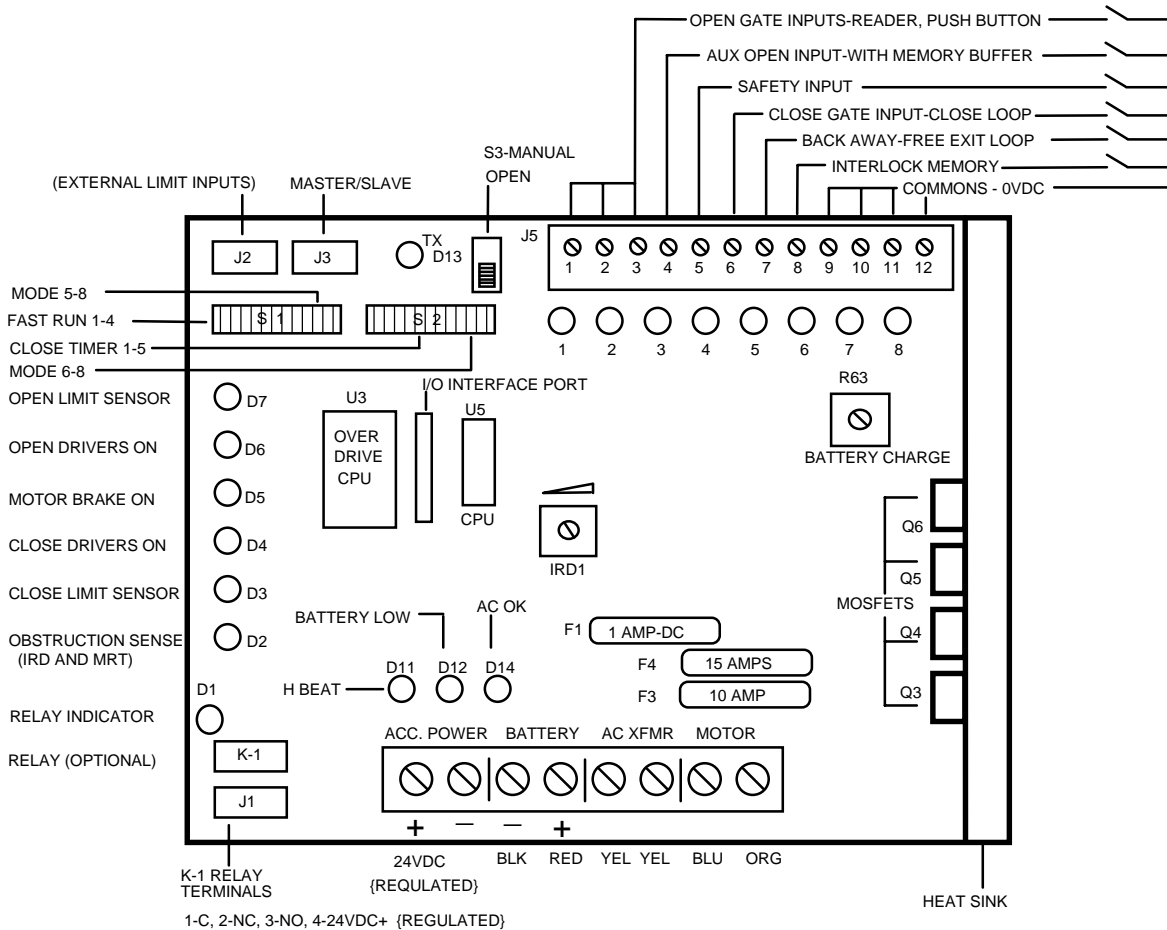 OPEN GATE INPUTS-READER, PUSH BUTTON
AUX OPEN INPUT-WITH MEMORY BUFFER
SAFETY INPUT
CLOSE GATE INPUT-CLOSE LOOP
BACK AWAY-FREE EXIT LOOP
INTERLOCK MEMORY
COMMONS - 0VDC
S3-MANUAL
OPEN
(EXTERNAL LIMIT INPUTS)
MASTER/SLAVE
J2
J3
TX
D13
J5
1 2 3 4 5 6 7 8 9 10 11 12
MODE 5-8
FAST RUN 1-4
S 1
S 2
CLOSE TIMER 1-5
MODE 6-8
1 2 3 4 5 6 7 8
I/O INTERFACE PORT
OPEN LIMIT SENSOR
D7
U3
U5
R63
OPEN DRIVERS ON
D6
OVER
DRIVE
CPU
BATTERY CHARGE
MOTOR BRAKE ON
D5
CPU
Q6
CLOSE DRIVERS ON
D4
IRD1
Q5
CLOSE LIMIT SENSOR
D3
MOSFETS
BATTERY LOW
AC OK
OBSTRUCTION SENSE
(IRD AND MRT)
D2
F1
1 AMP-DC
Q4
D11
D12
D14
F4
15 AMPS
H BEAT
F3
10 AMP
Q3
D1
RELAY INDICATOR
ACC. POWER
BATTERY
AC XFMR
MOTOR
RELAY (OPTIONAL)
K-1
J1
+ — — +
24VDC
{REQULATED}
BLK RED YEL YEL BLU ORG
K-1 RELAY
TERMINALS
HEAT SINK
1-C, 2-NC, 3-NO, 4-24VDC+ {REGULATED}